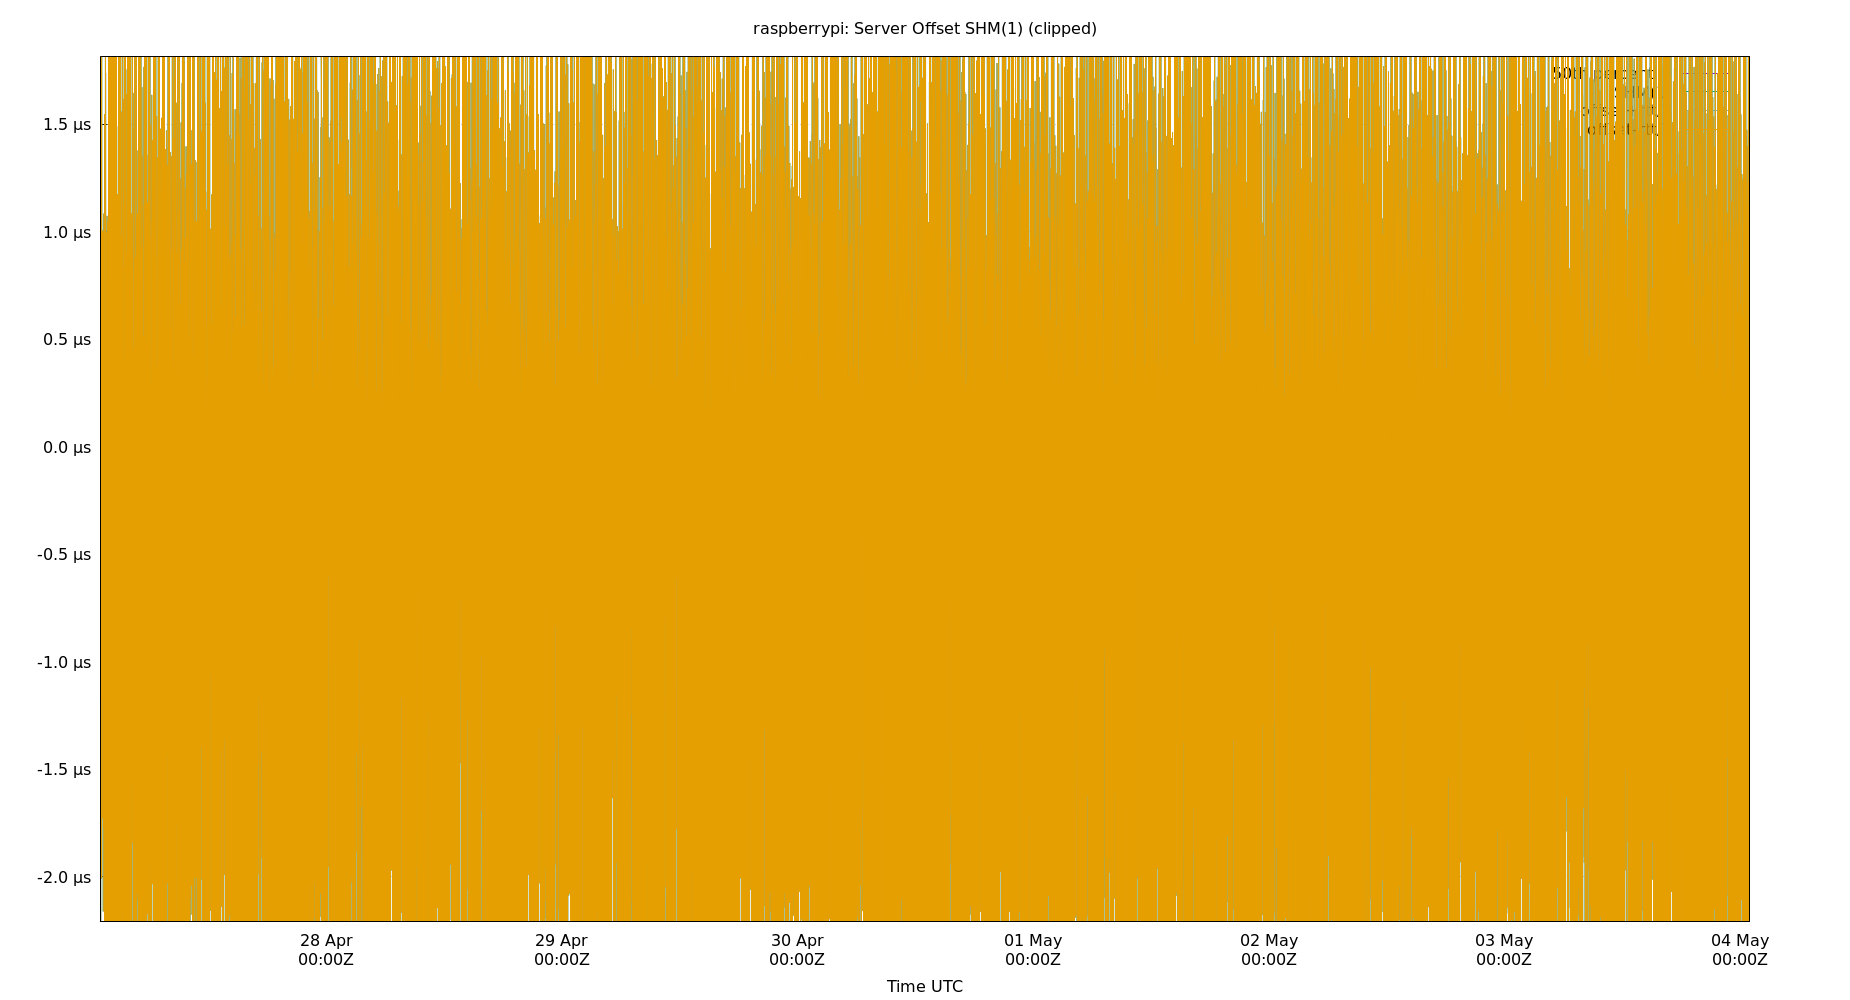 raspberrypi: Server Offset SHM(1) (clipped)
50th percent
1.5 µs
1.0 µs
0.5 µs
0.0 µs
-0.5 µs
-1.0 µs
-1.5 µs
-2.0 µs
28 Apr 29 Apr 30 Apr 01 May 02 May 03 May 04 May
00:00Z 00:00Z 00:00Z 00:00Z 00:00Z 00:00Z 00:00Z
Time UTC